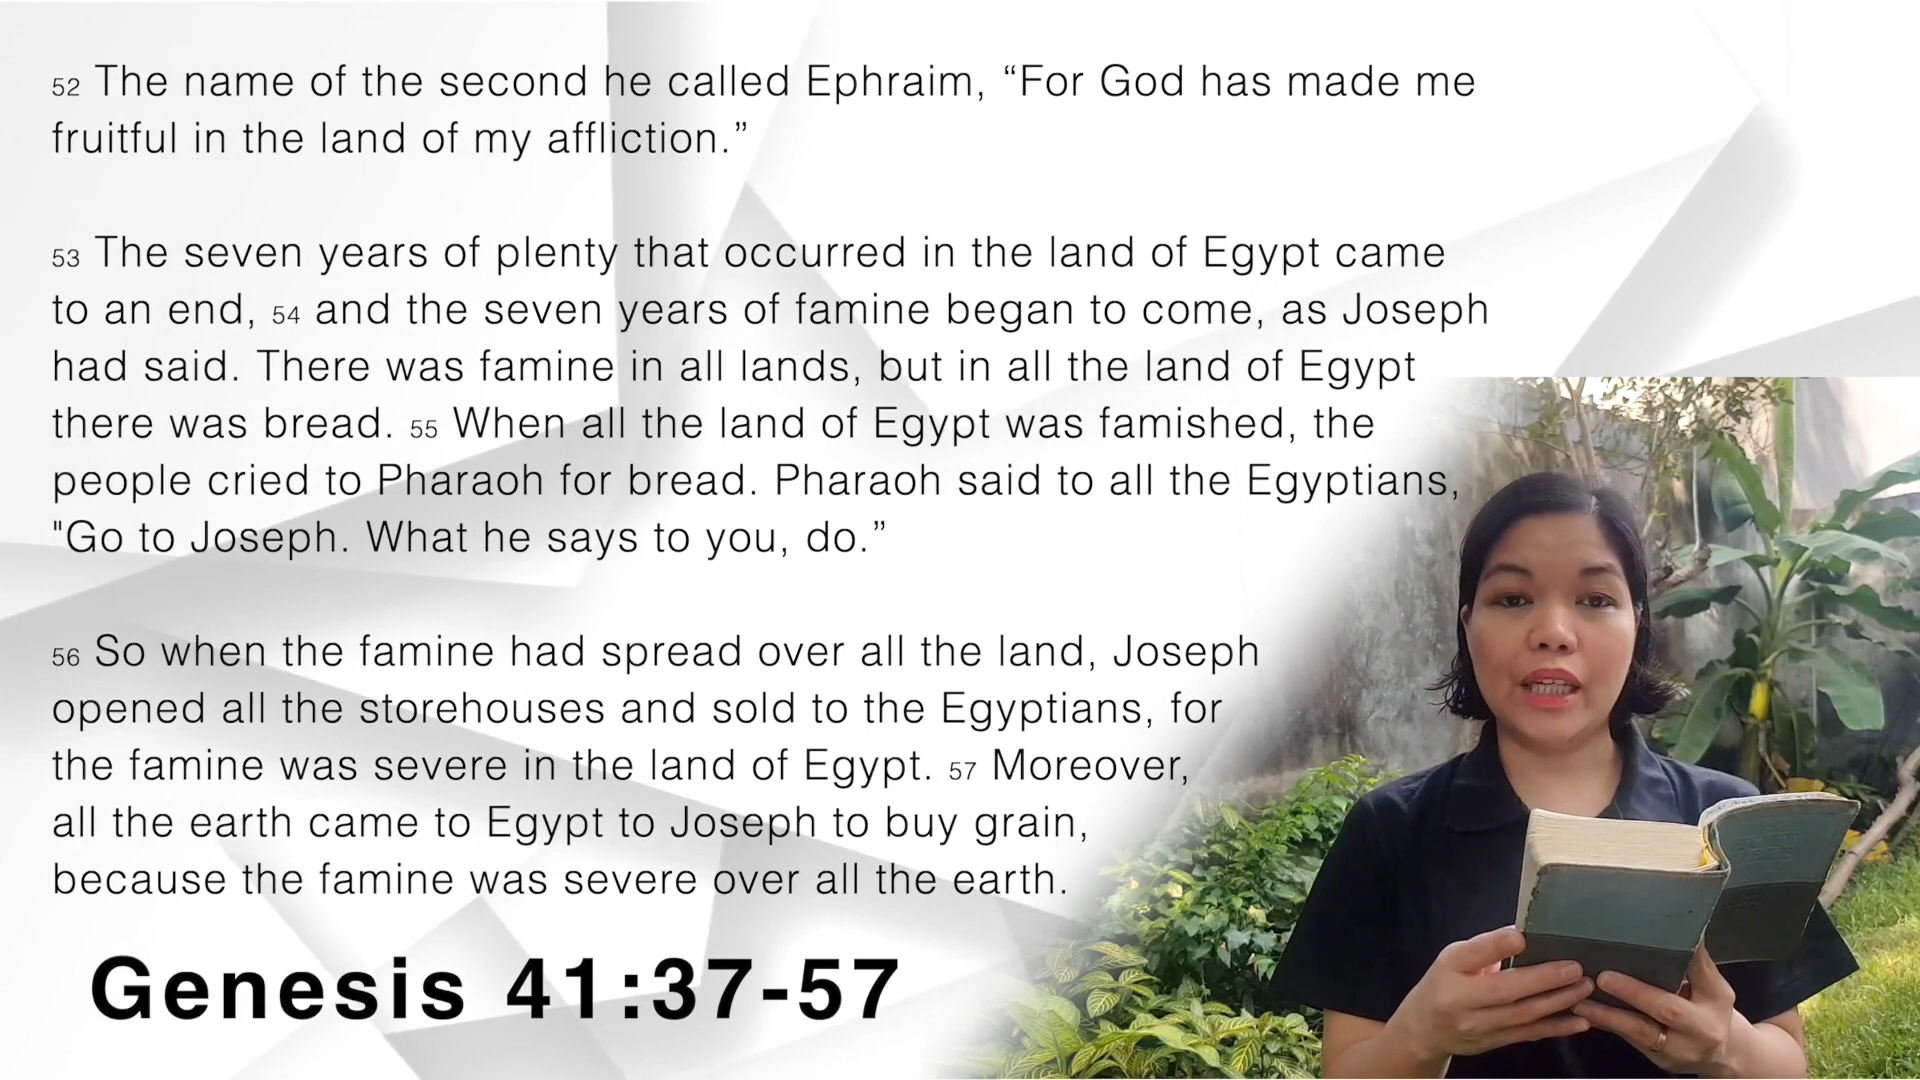 52 The name of the second he called Ephraim, “For God has made me
fruitful in the land of my affliction.”
53 The seven years of plenty that occurred in the land of Egypt came
to an end, 54 and the seven years of famine began to come, as Joseph
had said. There was famine in all lands, but in all the land of Egypt
there was bread. 55 When all the land of Egypt was famished, the
people cried to Pharaoh for bread. Pharaoh said to all the Egyptians,
"Go to Joseph. What he says to you, do.”
56 So when the famine had spread over all the land, Joseph
opened all the storehouses and sold to the Egyptians, for
the famine was severe in the land of Egypt. 57 Moreover,
all the earth came to Egypt to Joseph to buy grain,
because the famine was severe over all the earth.
Genesis 41:37-57